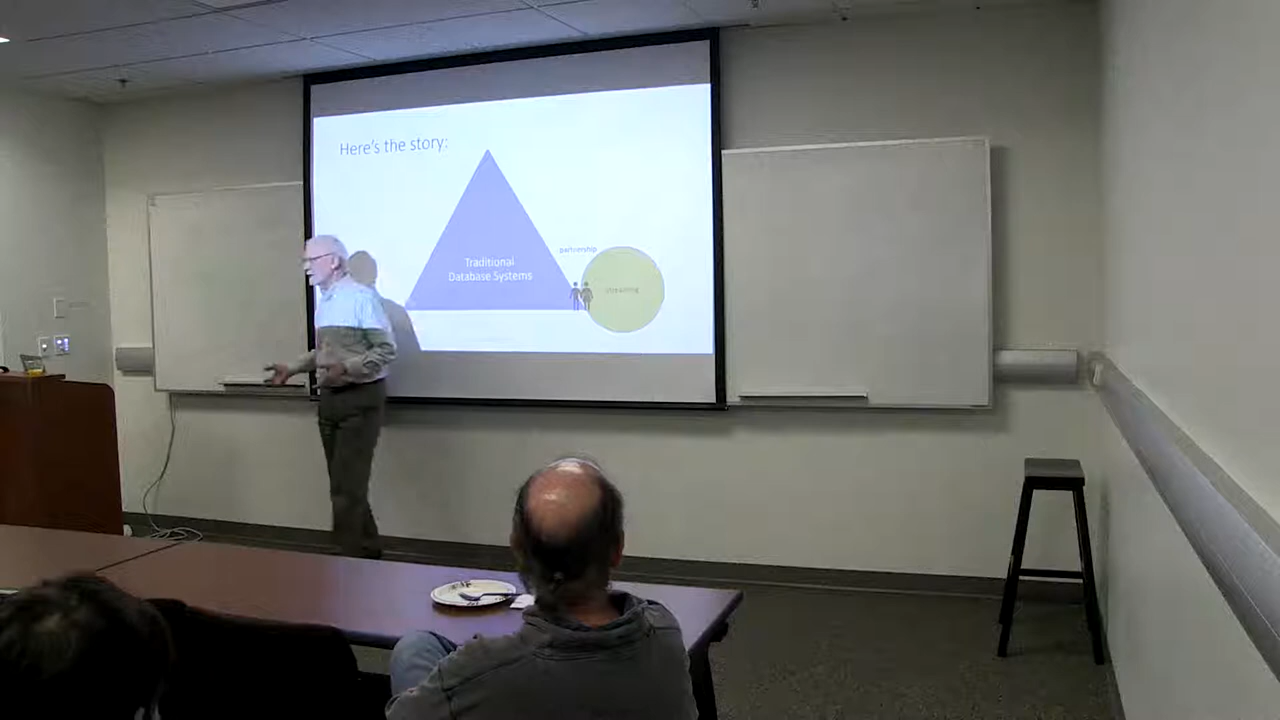 Here's the story:
partnership
Traditional
Database Systems
streaming